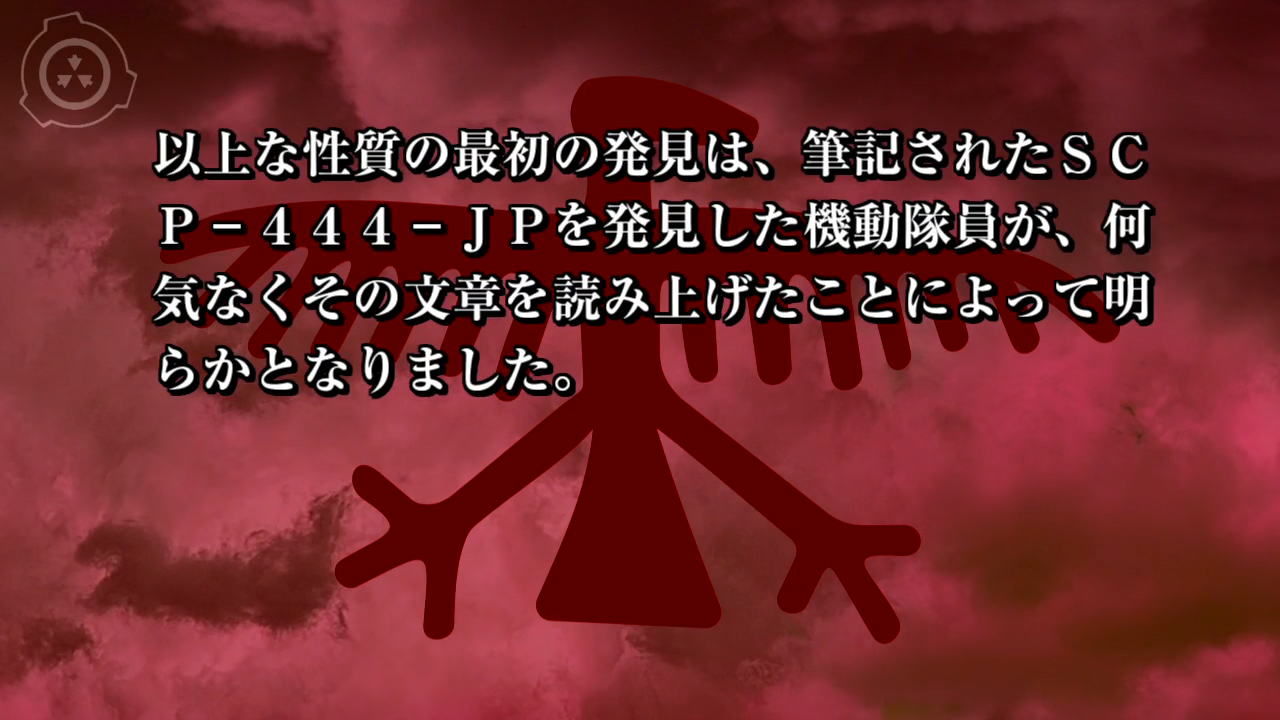 以上な性質の最初の発見は、筆記されたＳＣ
Ｐ－４４４－ＪＰを発見した機動隊員が、何
気なくその文章を読み上げたことによって明
らかとなりました。